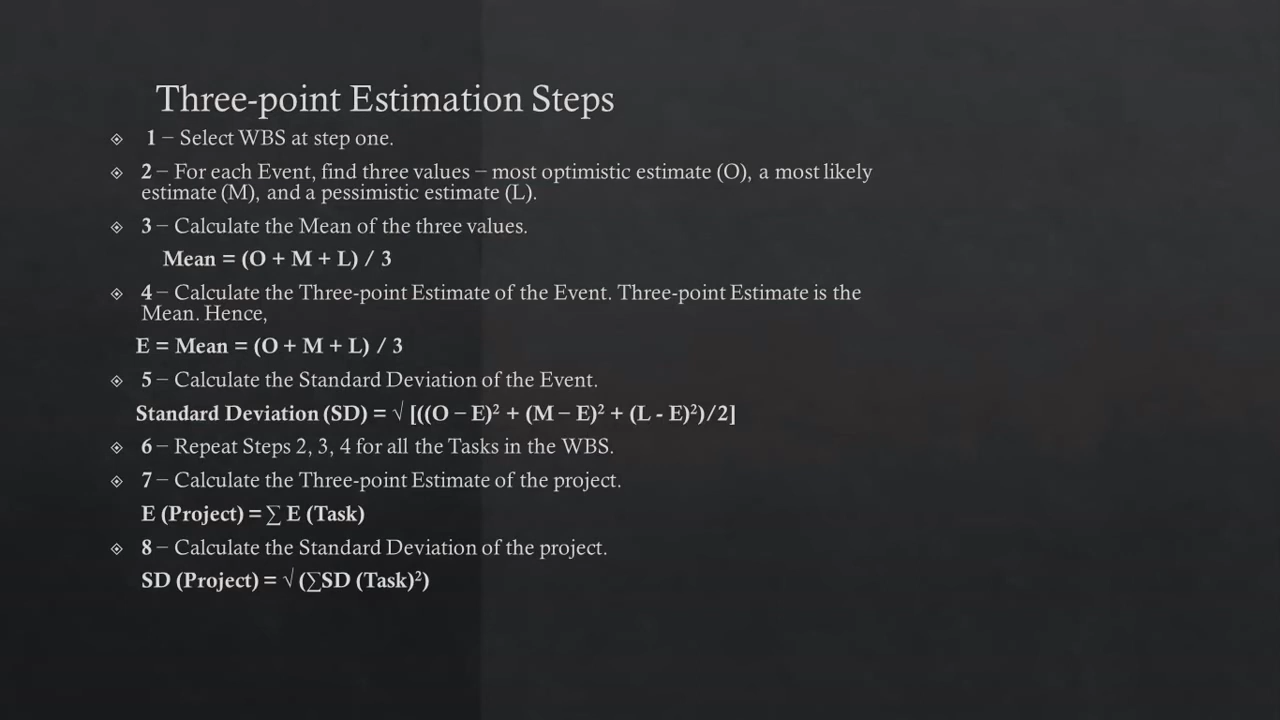 Three-point Estimation Steps
1 – Select WBS at step one.
2 – For each Event, find three values – most optimistic estimate (O), a most likely
estimate (M), and a pessimistic estimate (L).
3 – Calculate the Mean of the three values.
Mean = (O + M + L) / 3
4 – Calculate the Three-point Estimate of the Event. Three-point Estimate is the
Mean. Hence,
E = Mean = (O + M + L) / 3
5 – Calculate the Standard Deviation of the Event.
Standard Deviation (SD) = √ [((O – E)² + (M – E)² + (L - E)²)/2]
6 – Repeat Steps 2, 3, 4 for all the Tasks in the WBS.
7 – Calculate the Three-point Estimate of the project.
E (Project) = ∑ E (Task)
8 – Calculate the Standard Deviation of the project.
SD (Project) = √ (∑SD (Task)²)